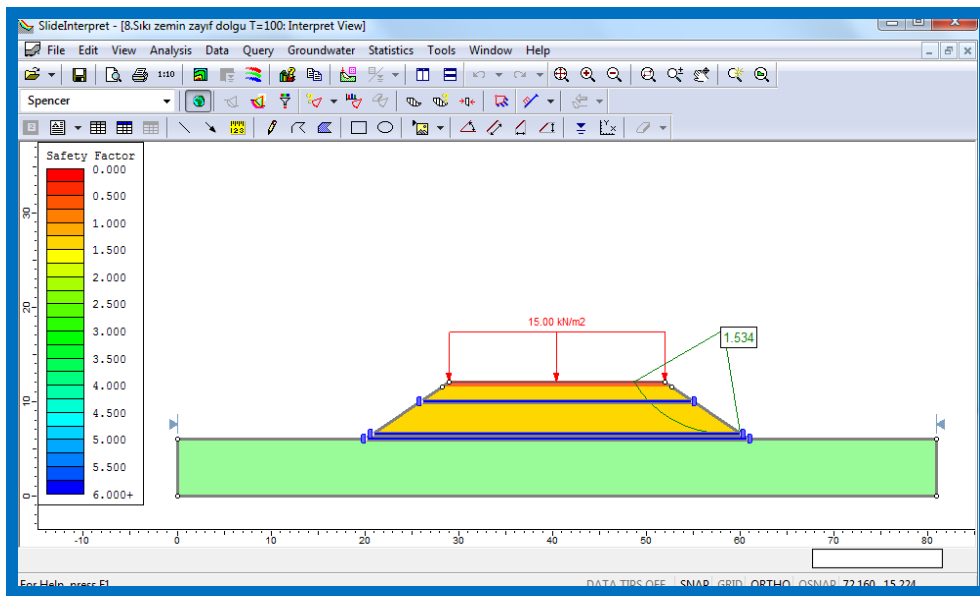 SlideInterpret - [8.Sıkı zemin zayıf dolgu T=100: Interpret View]
File Edit View Analysis Data Query Groundwater Statistics Tools Window Help
1:10
Spencer
Safety Factor
0.000
0.500
1.000
1.500
2.000
2.500
3.000
3.500
4.000
4.500
5.000
5.500
6.000+
30
20
10
0
15.00 kN/m2
1.534
-10 0 10 20 30 40 50 60 70 80
For Help, press F1
DATA TIPS OFF SNAP GRID ORTHO OSNAP 72.160, 15.224